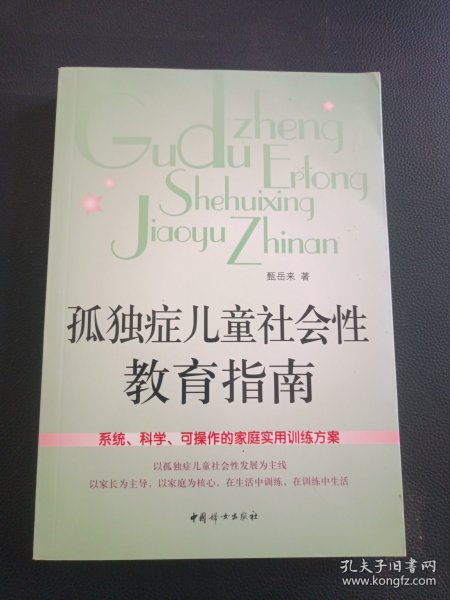 Gudu zheng
Ertong
Shehuixing
Jiaoyu Zhinan
甄岳来 著
孤独症儿童社会性
教育指南
系统、科学、可操作的家庭实用训练方案
以孤独症儿童社会性发展为主线
以家长为主导，以家庭为核心，在生活中训练、在训练中生活
中国妇女出版社
孔夫子旧书网
www.kongfz.com